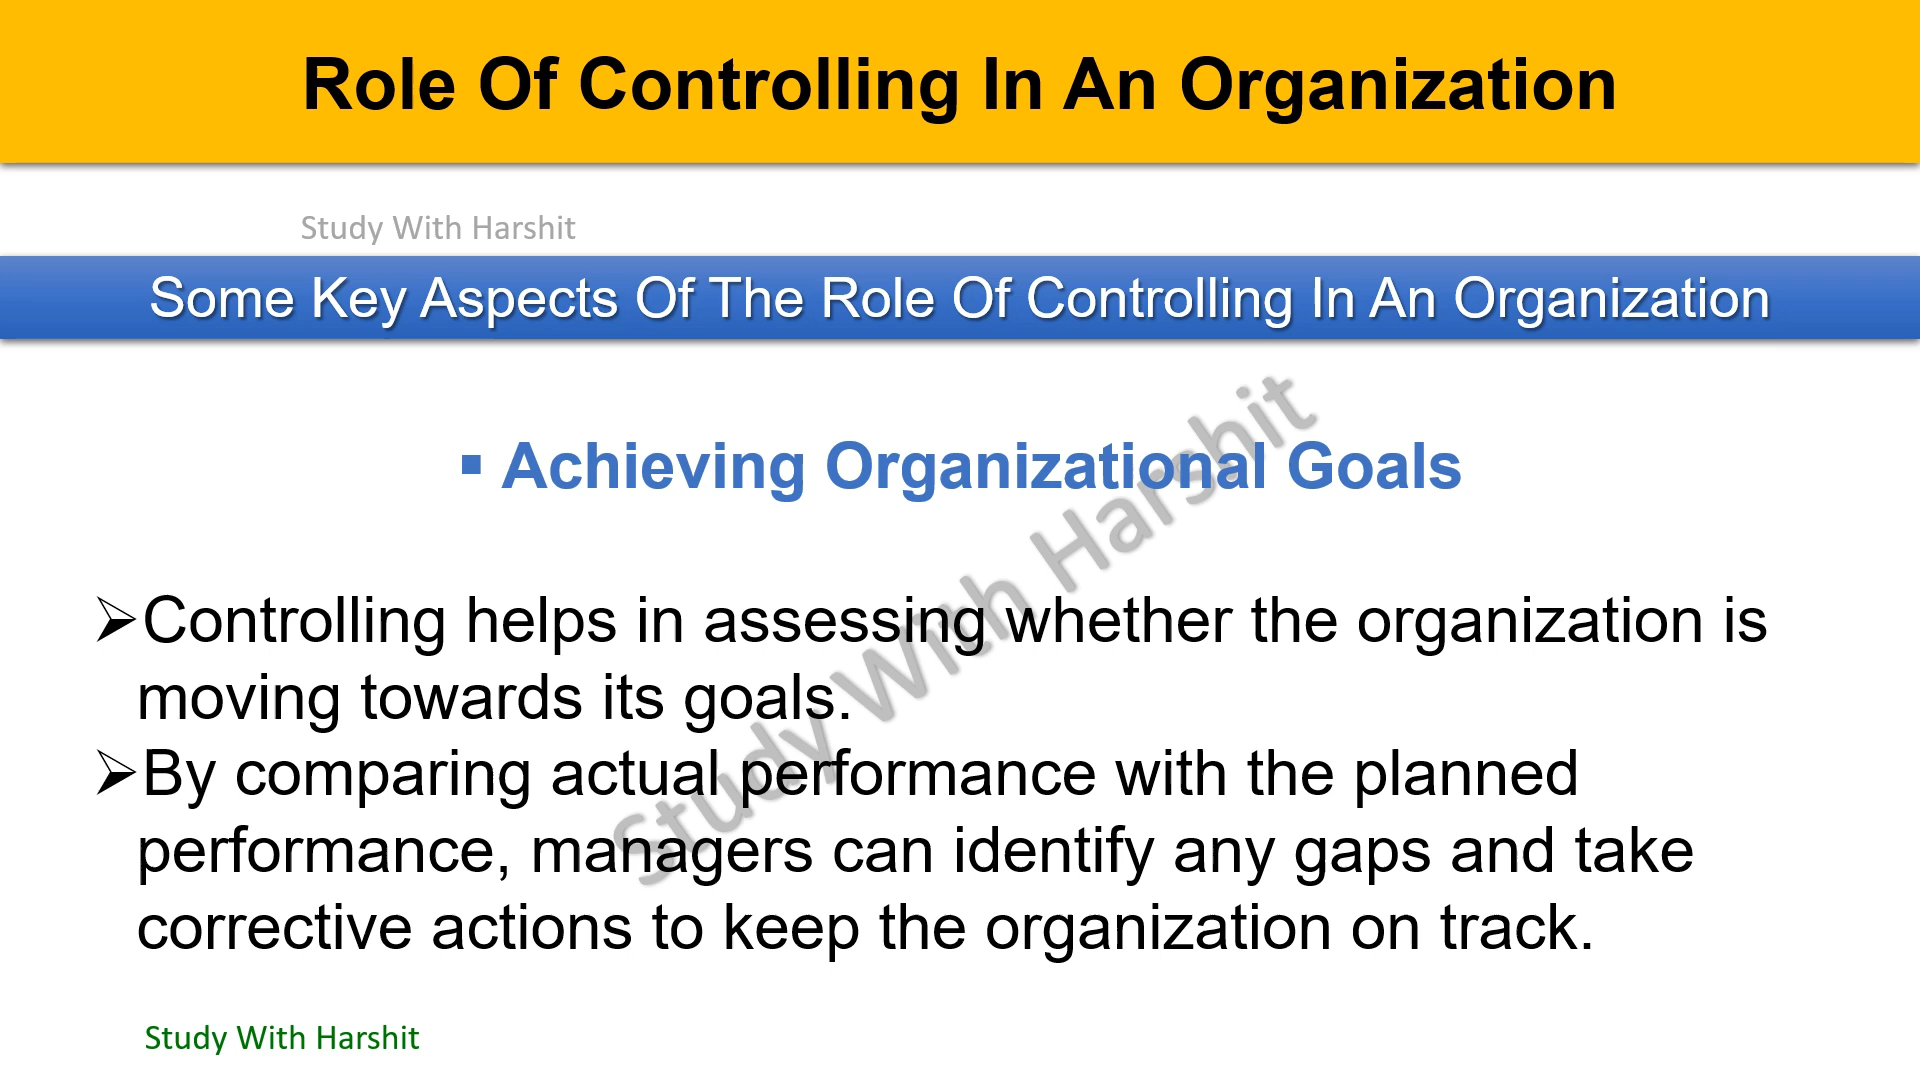 Role Of Controlling In An Organization
Study With Harshit
Some Key Aspects Of The Role Of Controlling In An Organization
▪ Achieving Organizational Goals
➢Controlling helps in assessing whether the organization is
moving towards its goals.
➢By comparing actual performance with the planned
performance, managers can identify any gaps and take
corrective actions to keep the organization on track.
Study With Harshit
Study With Harshit